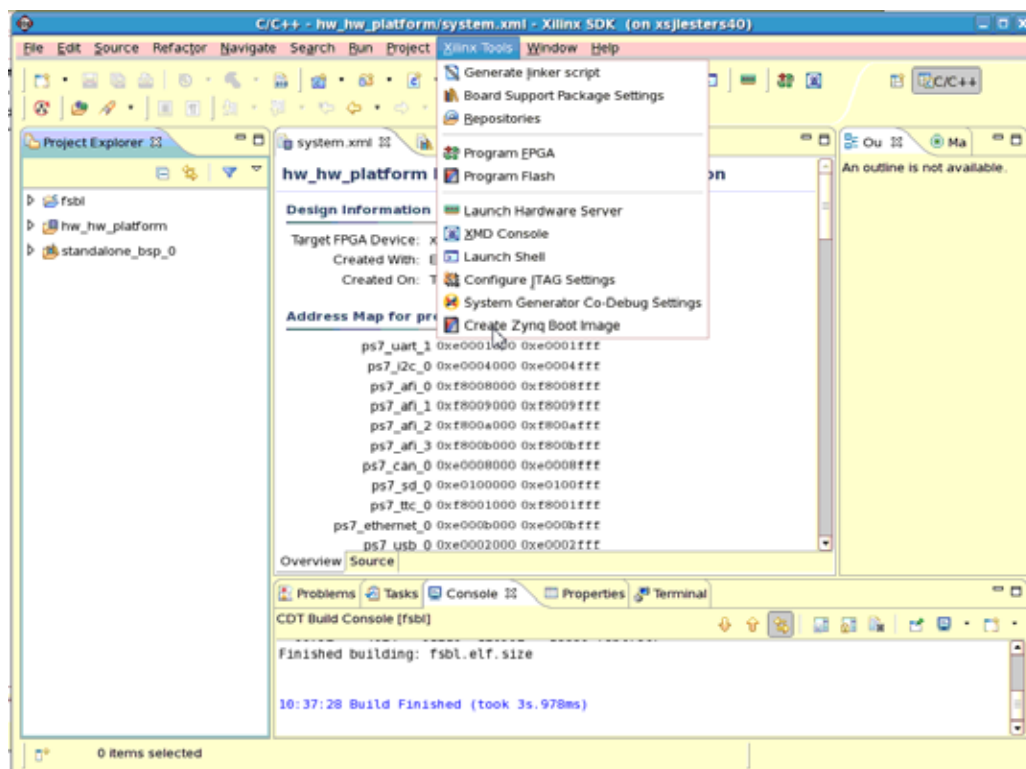 C/C++ - hw_hw_platform/system.xml - Xilinx SDK (on xsjlesters40)
File Edit Source Refactor Navigate Search Run Project Xilinx Tools Window Help
C/C++
Generate linker script
Board Support Package Settings
Repositories
Program FPGA
Program Flash
Launch Hardware Server
XMD Console
Launch Shell
Configure JTAG Settings
System Generator Co-Debug Settings
Create Zynq Boot Image
Project Explorer
fsbl
hw_hw_platform
standalone_bsp_0
system.xml
hw_hw_platform
on
Design Information
Target FPGA Device: x
Created With: E
Created On: T
Address Map for pr
ps7_uart_1 0xe0001000 0xe0001fff
ps7_i2c_0 0xe0004000 0xe0004fff
ps7_afi_0 0xf8008000 0xf8008fff
ps7_afi_1 0xf8009000 0xf8009fff
ps7_afi_2 0xf800a000 0xf800afff
ps7_afi_3 0xf800b000 0xf800bfff
ps7_can_0 0xe0008000 0xe0008fff
ps7_sd_0 0xe0100000 0xe0100fff
ps7_ttc_0 0xf8001000 0xf8001fff
ps7_ethernet_0 0xe000b000 0xe000bfff
ps7_usb_0 0xe0002000 0xe0002fff
Overview Source
Ou Ma
An outline is not available.
Problems Tasks Console Properties Terminal
CDT Build Console [fsbl]
Finished building: fsbl.elf.size
10:37:28 Build Finished (took 3s.978ms)
0 items selected